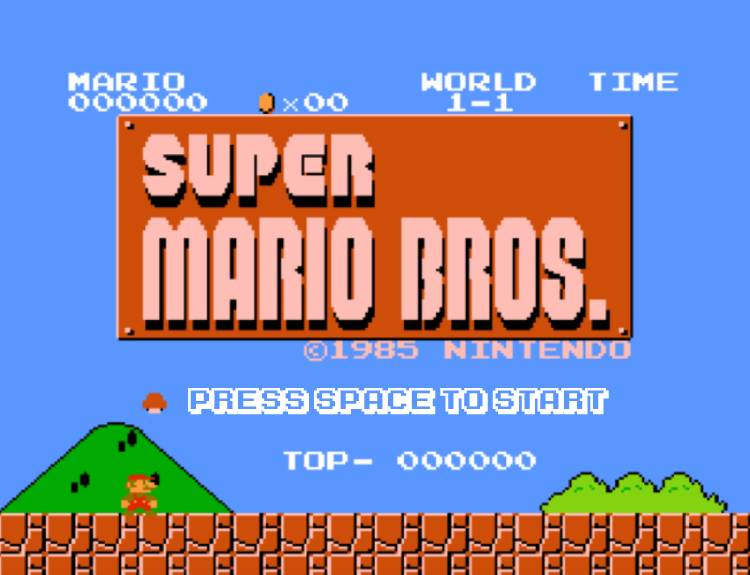 MARIO WORLD TIME
000000 ×00 1-1
SUPER
MARIO BROS.
©1985 NINTENDO
PRESS SPACE TO START
TOP- 000000